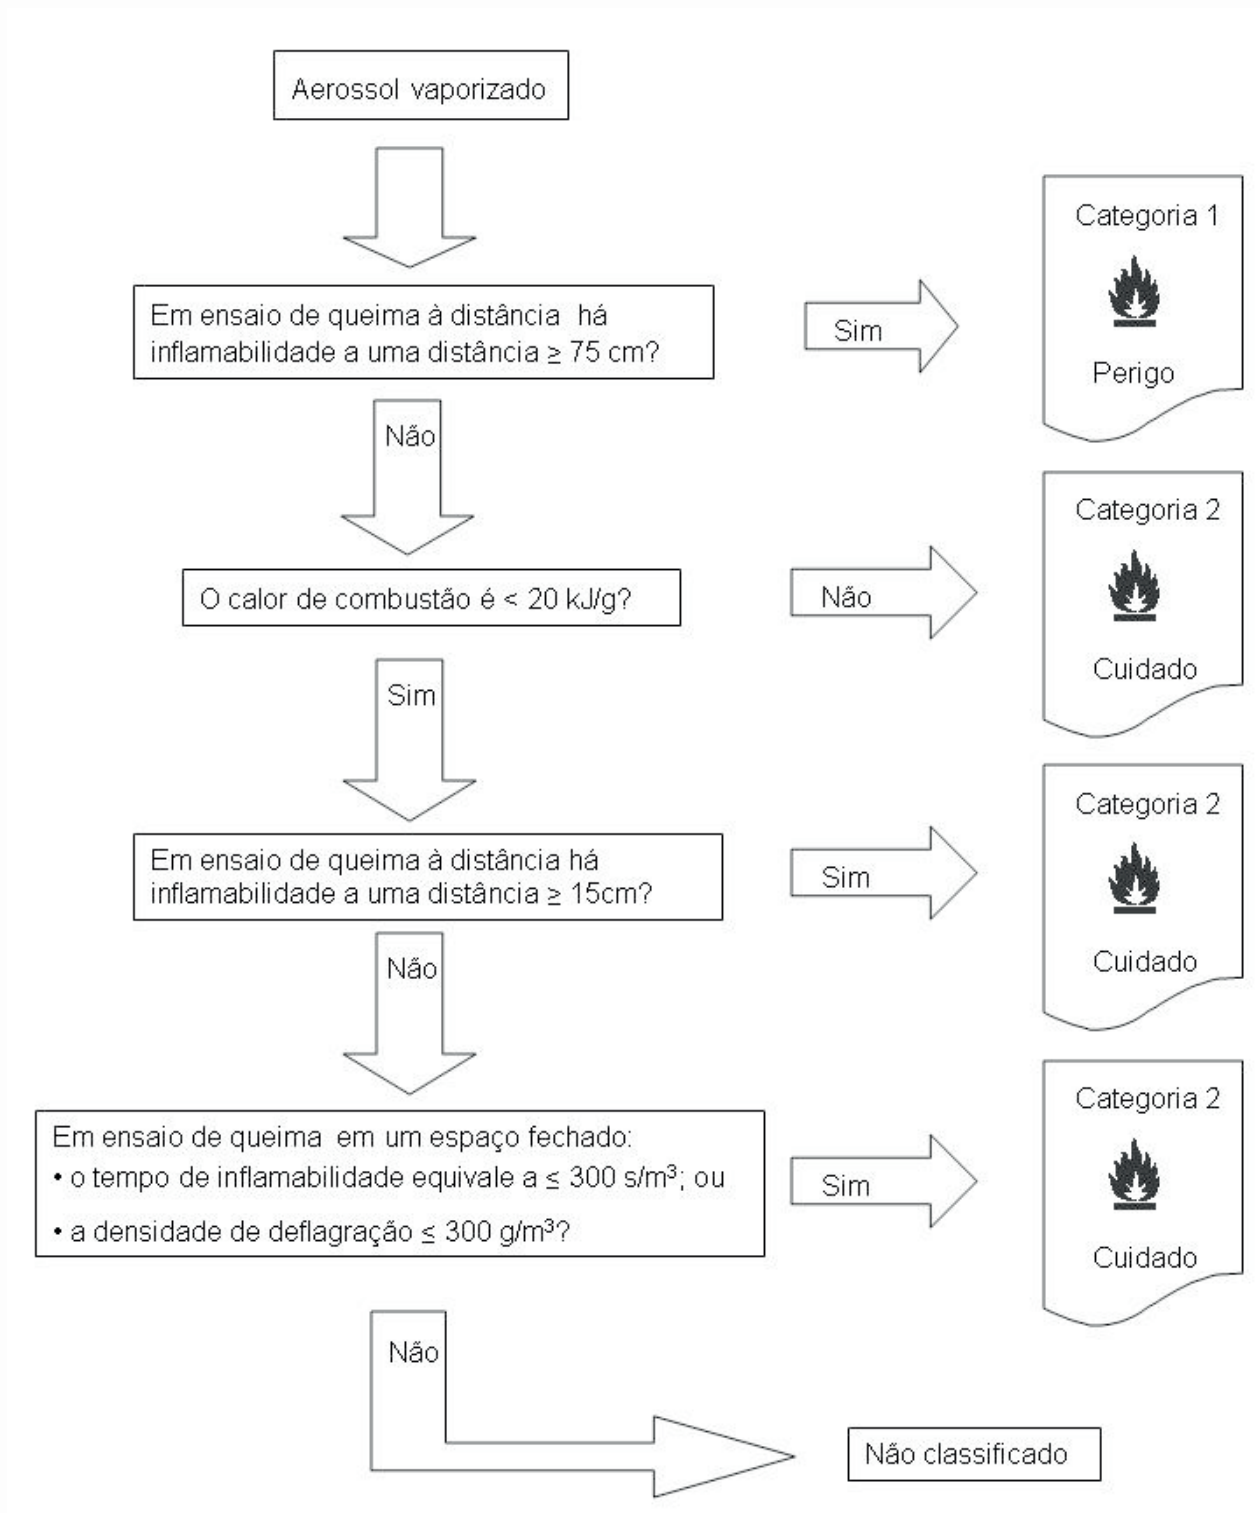 Aerossol vaporizado
Em ensaio de queima à distância há
inflamabilidade a uma distância ≥ 75 cm?
Sim
Categoria 1
Perigo
Não
O calor de combustão é < 20 kJ/g?
Não
Categoria 2
Cuidado
Sim
Em ensaio de queima à distância há
inflamabilidade a uma distância ≥ 15cm?
Sim
Categoria 2
Cuidado
Não
Em ensaio de queima em um espaço fechado:
• o tempo de inflamabilidade equivale a ≤ 300 s/m³; ou
• a densidade de deflagração ≤ 300 g/m³?
Sim
Categoria 2
Cuidado
Não
Não classificado